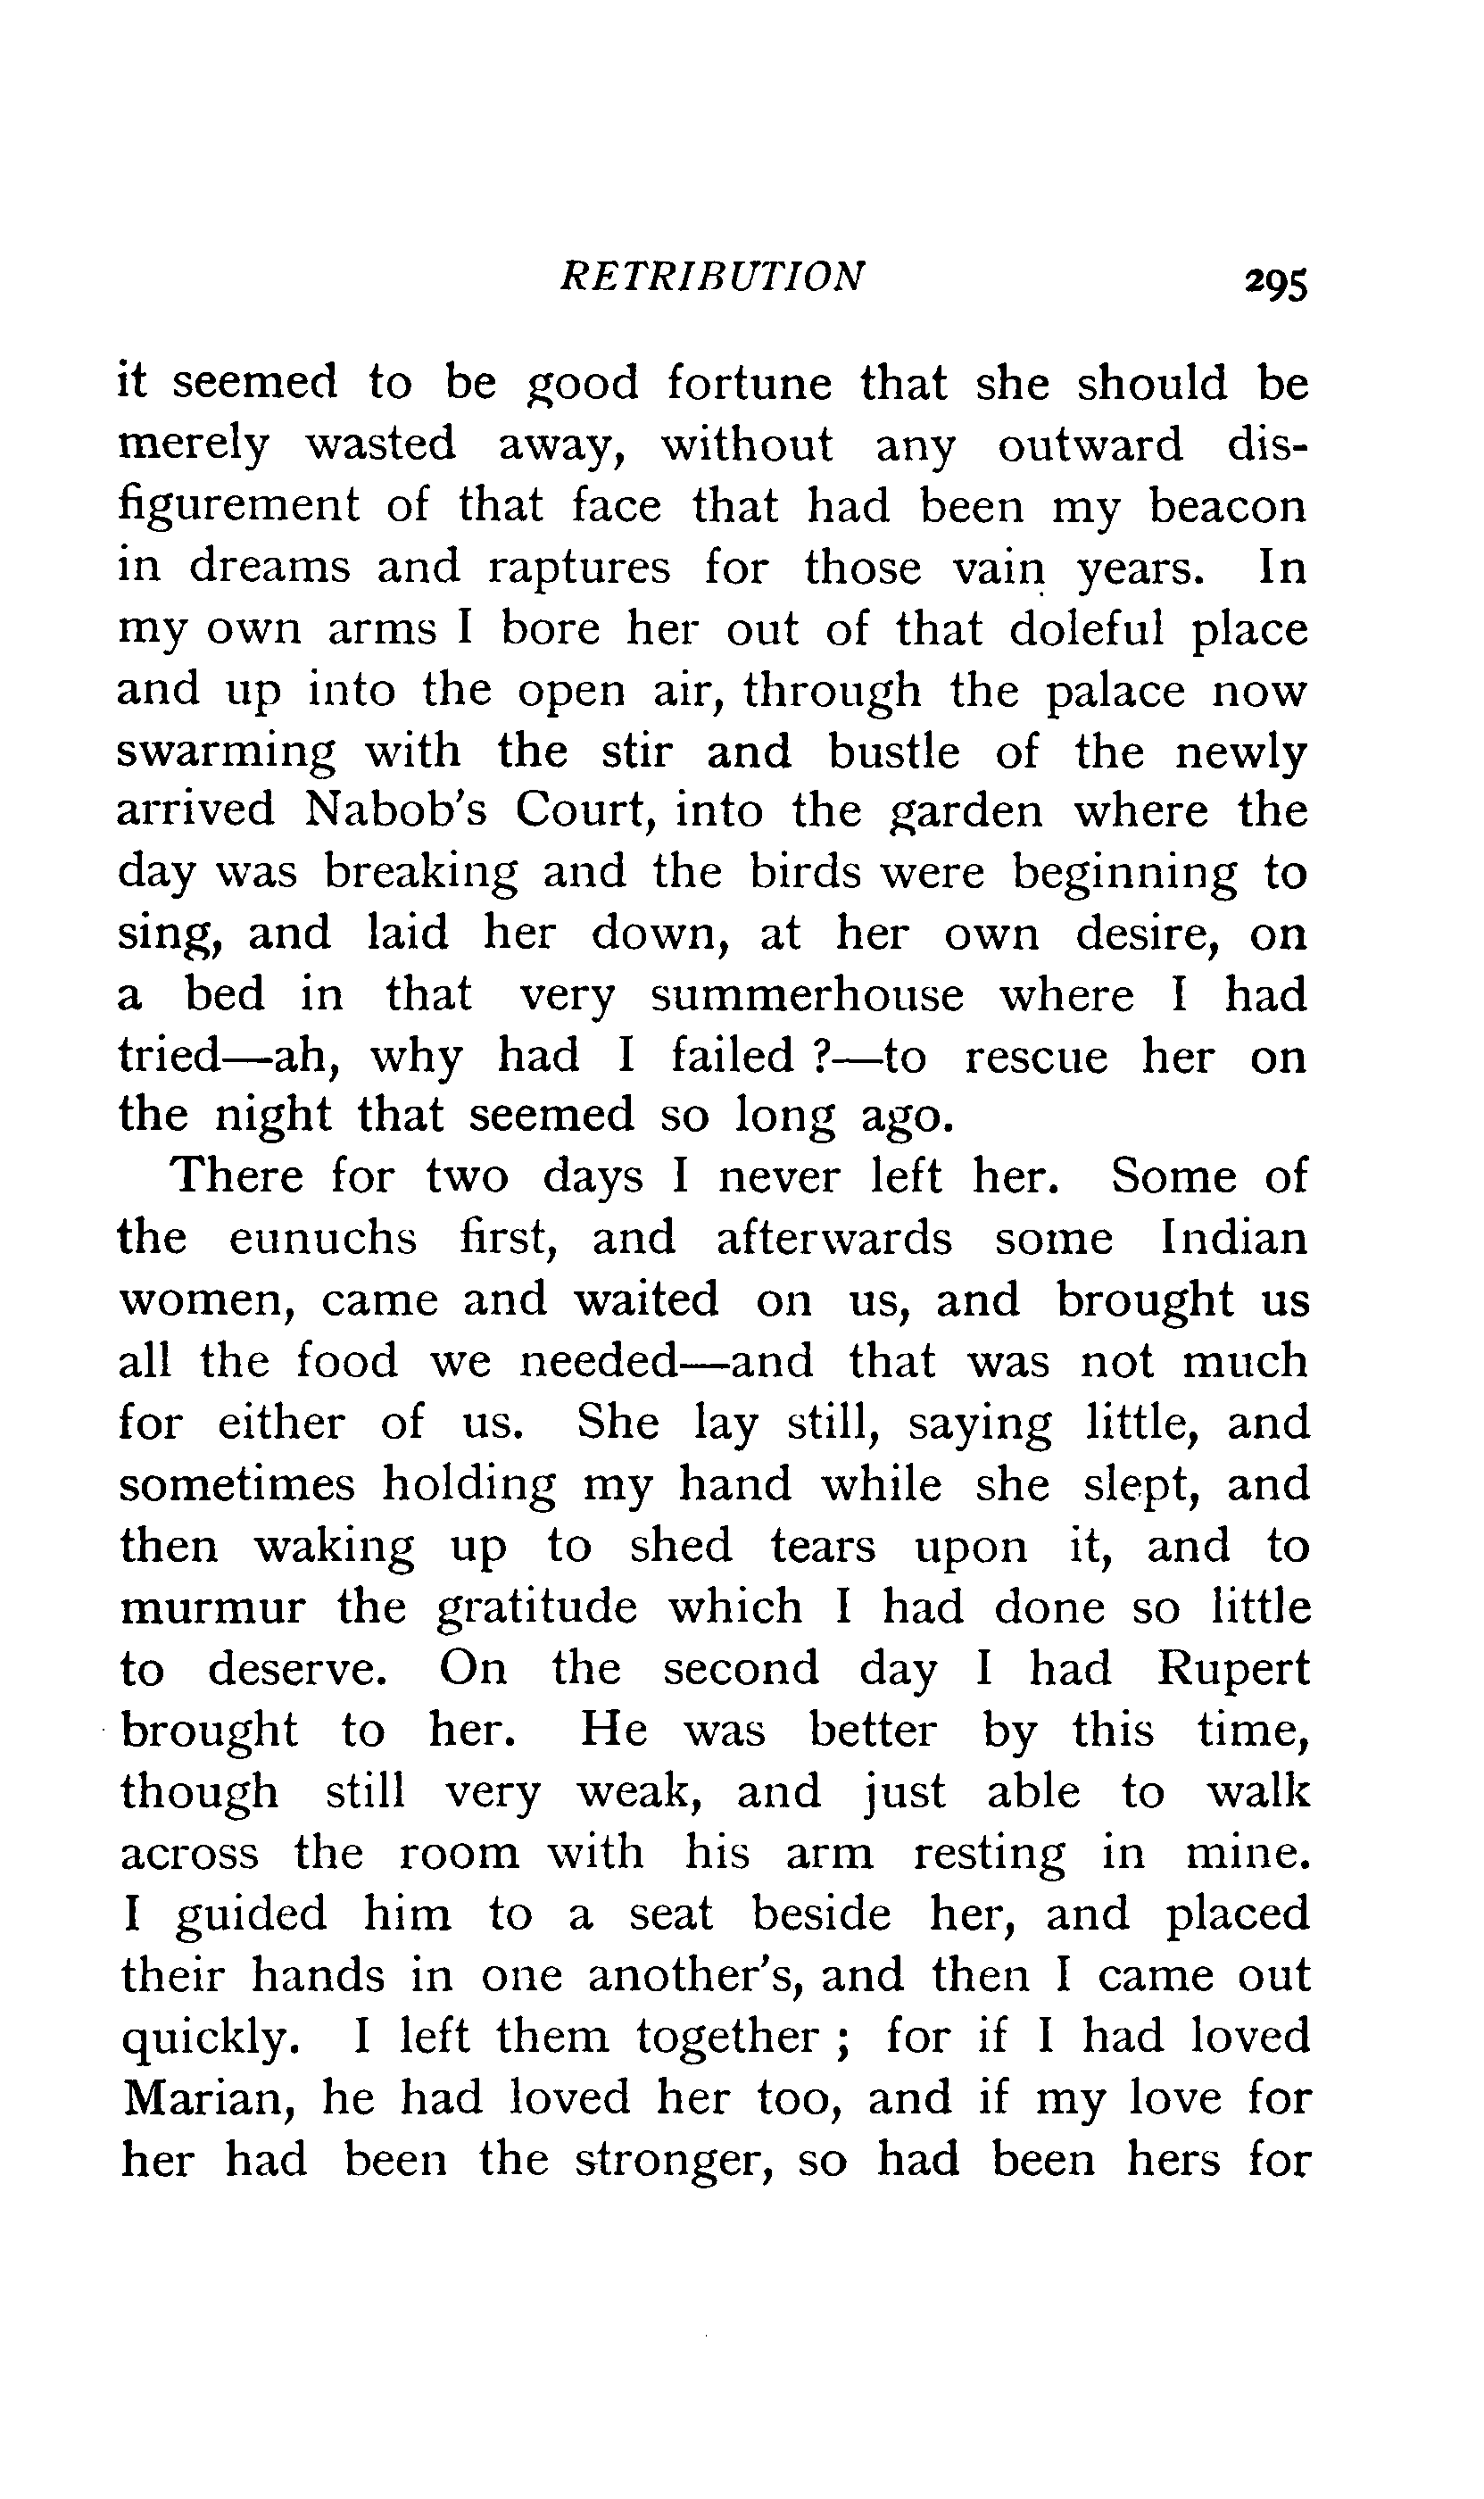 RETRIBUTION 295
it seemed to be good fortune that she should be
merely wasted away, without any outward dis-
figurement of that face that had been my beacon
in dreams and raptures for those vain years. In
my own arms I bore her out of that doleful place
and up into the open air, through the palace now
swarming with the stir and bustle of the newly
arrived Nabob's Court, into the garden where the
day was breaking and the birds were beginning to
sing, and laid her down, at her own desire, on
a bed in that very summerhouse where I had
tried—ah, why had I failed ?—to rescue her on
the night that seemed so long ago.
There for two days I never left her. Some of
the eunuchs first, and afterwards some Indian
women, came and waited on us, and brought us
all the food we needed—and that was not much
for either of us. She lay still, saying little, and
sometimes holding my hand while she slept, and
then waking up to shed tears upon it, and to
murmur the gratitude which I had done so little
to deserve. On the second day I had Rupert
brought to her. He was better by this time,
though still very weak, and just able to walk
across the room with his arm resting in mine.
I guided him to a seat beside her, and placed
their hands in one another's, and then I came out
quickly. I left them together ; for if I had loved
Marian, he had loved her too, and if my love for
her had been the stronger, so had been hers for